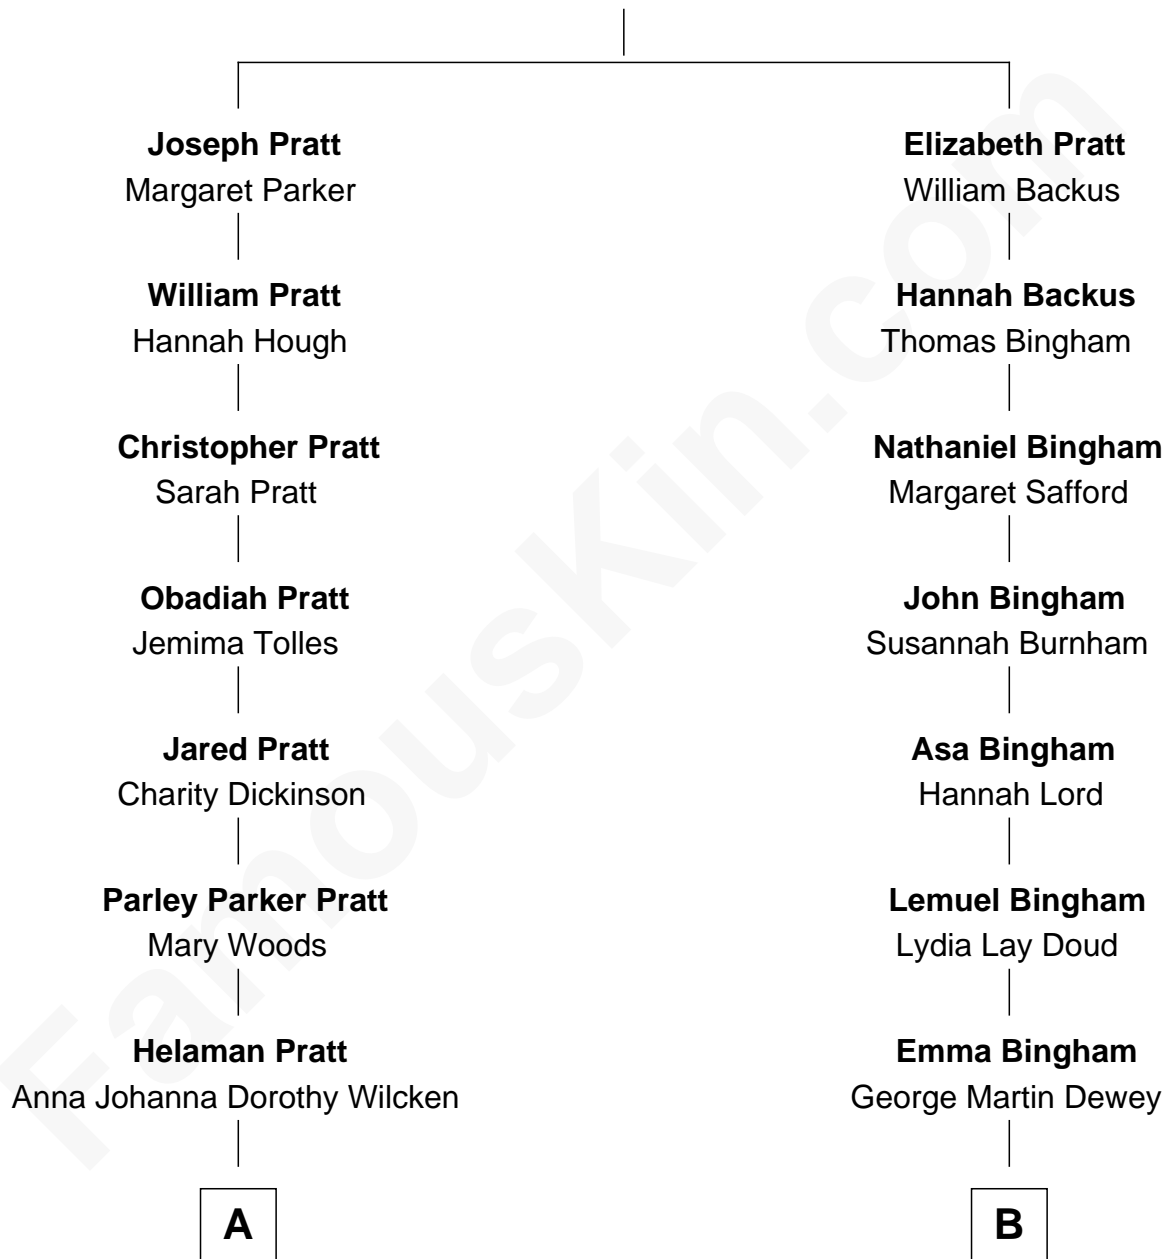 Joseph Pratt
Margaret Parker
Elizabeth Pratt
William Backus
William Pratt
Hannah Hough
Hannah Backus
Thomas Bingham
Christopher Pratt
Sarah Pratt
Nathaniel Bingham
Margaret Safford
Obadiah Pratt
Jemima Tolles
John Bingham
Susannah Burnham
Jared Pratt
Charity Dickinson
Asa Bingham
Hannah Lord
Parley Parker Pratt
Mary Woods
Lemuel Bingham
Lydia Lay Doud
Helaman Pratt
Anna Johanna Dorothy Wilcken
Emma Bingham
George Martin Dewey
A
B
FamousKin.com